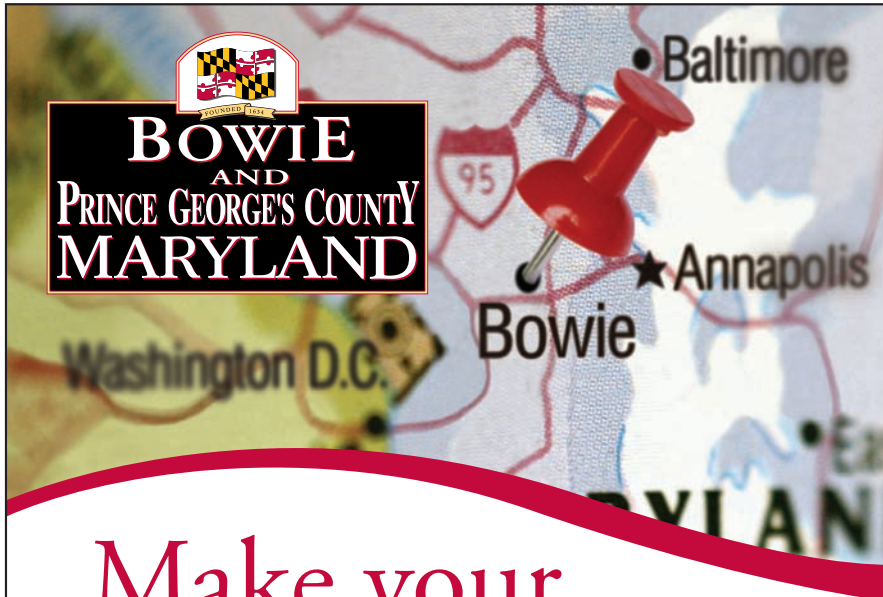 FOUNDED 1634
BOWIE
AND
PRINCE GEORGE'S COUNTY
MARYLAND
Baltimore
95
Annapolis
Bowie
Washington D.C.
Make your